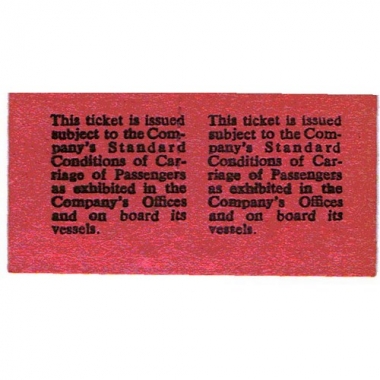 This ticket is issued
subject to the Com-
pany's Standard
Conditions of Car-
riage of Passengers
as exhibited in the
Company's Offices
and on board its
vessels.
This ticket is issued
subject to the Com-
pany's Standard
Conditions of Car-
riage of Passengers
as exhibited in the
Company's Offices
and on board its
vessels.